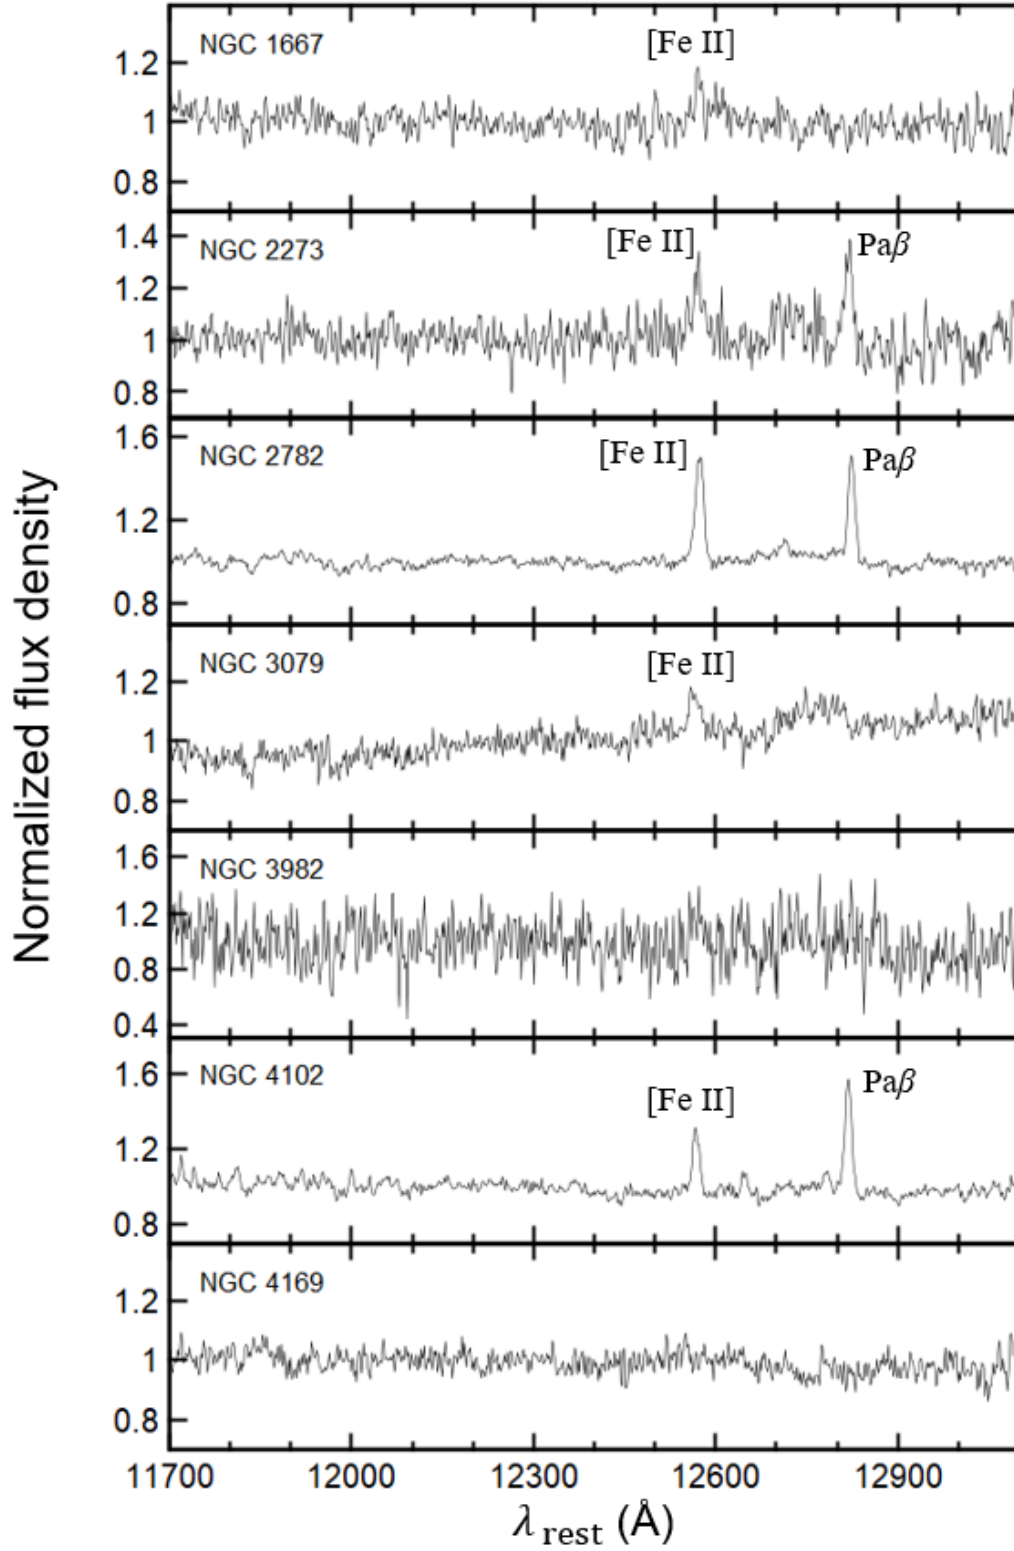 Normalized flux density
NGC 1667
[Fe II]
1.2
1
0.8
NGC 2273
[Fe II]
Paβ
1.4
1.2
1
0.8
NGC 2782
[Fe II]
Paβ
1.6
1.2
0.8
NGC 3079
[Fe II]
1.2
1
0.8
NGC 3982
1.6
1.2
0.8
0.4
NGC 4102
[Fe II]
Paβ
1.6
1.2
0.8
NGC 4169
1.2
1
0.8
11700 12000 12300 12600 12900
λ rest (Å)